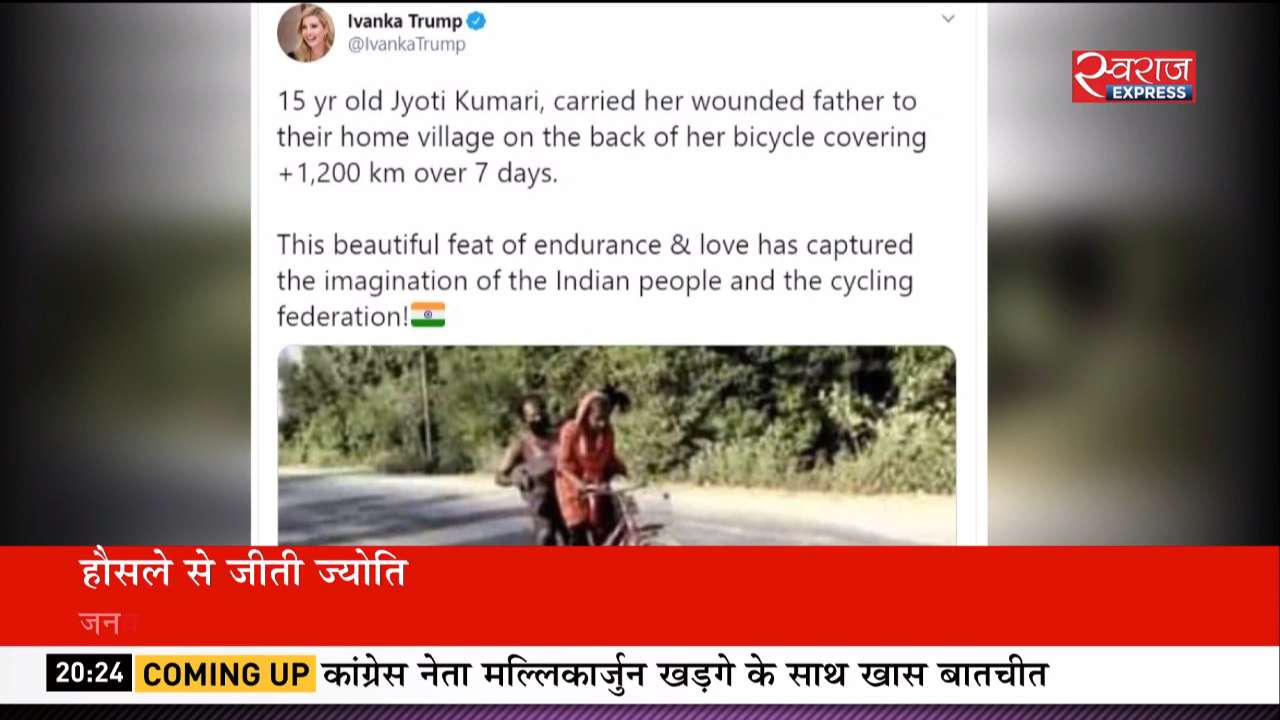 Ivanka Trump
@IvankaTrump
स्वराज
EXPRESS
15 yr old Jyoti Kumari, carried her wounded father to
their home village on the back of her bicycle covering
+1,200 km over 7 days.
This beautiful feat of endurance & love has captured
the imagination of the Indian people and the cycling
federation!🇮🇳
हौसले से जीती ज्योति
जन
20:24 COMING UP कांग्रेस नेता मल्लिकार्जुन खड़गे के साथ खास बातचीत